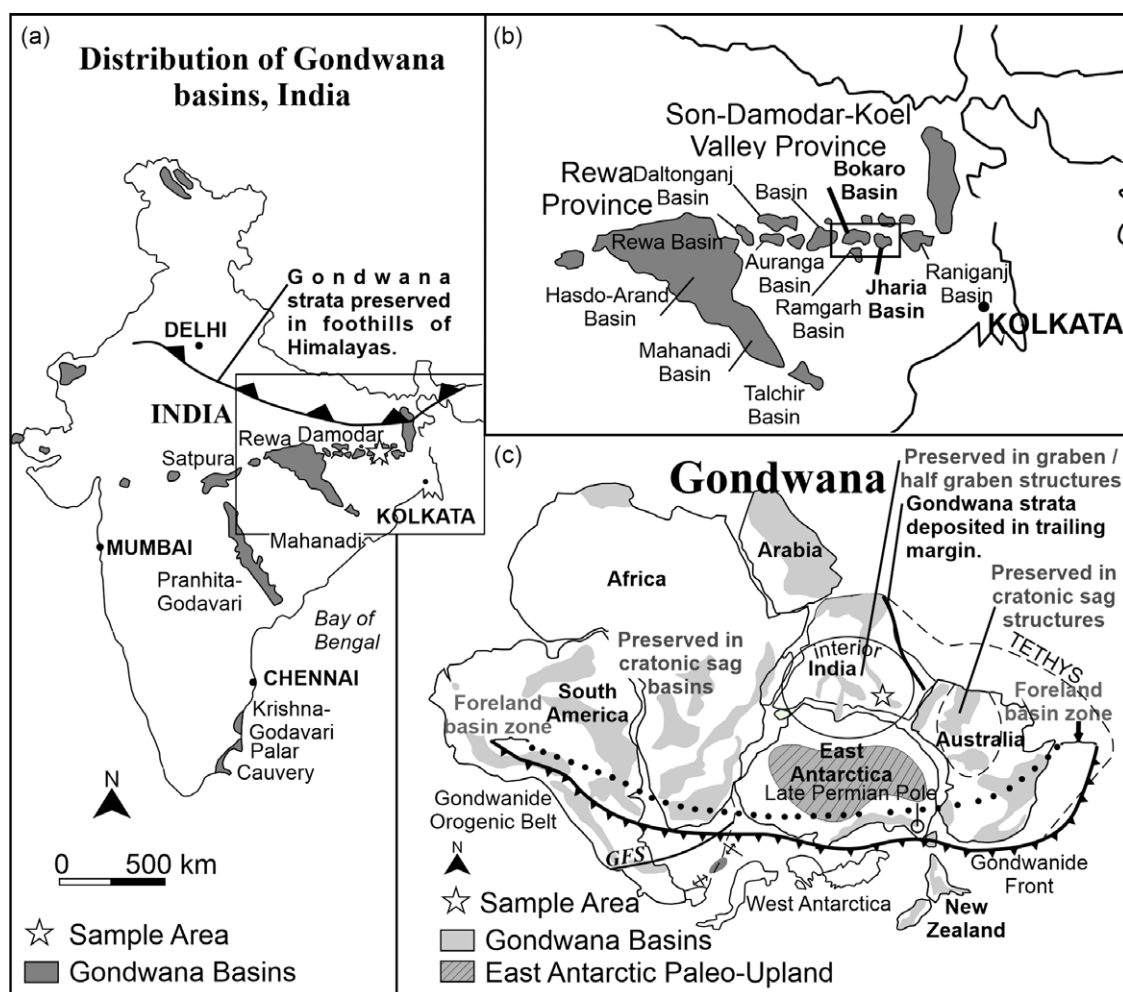 (a)
Distribution of Gondwana
basins, India
Gondwana
strata preserved
in foothills of
Himalayas.
DELHI
INDIA
Rewa
Damodar
Satpura
KOLKATA
MUMBAI
Mahanadi
Pranhita-
Godavari
Bay of
Bengal
CHENNAI
Krishna-
Godavari
Palar
Cauvery
N
0 500 km
Sample Area
Gondwana Basins
(b)
Son-Damodar-Koel
Valley Province
Rewa
Province
Daltonganj
Basin
Basin
Bokaro
Basin
Rewa Basin
Auranga
Basin
Raniganj
Basin
Hasdo-Arand
Basin
Ramgarh
Basin
Jharia
Basin
KOLKATA
Mahanadi
Basin
Talchir
Basin
(c)
Gondwana
Preserved in graben /
half graben structures
Gondwana strata
deposited in trailing
margin.
Arabia
Africa
Preserved in
cratonic sag
structures
Preserved in
cratonic sag
basins
interior
India
TETHYS
South
America
Foreland
basin zone
Foreland
basin zone
Australia
East
Antarctica
Late Permian Pole
Gondwanide
Orogenic Belt
GFS
N
Gondwanide
Front
West Antarctica
New
Zealand
Sample Area
Gondwana Basins
East Antarctic Paleo-Upland